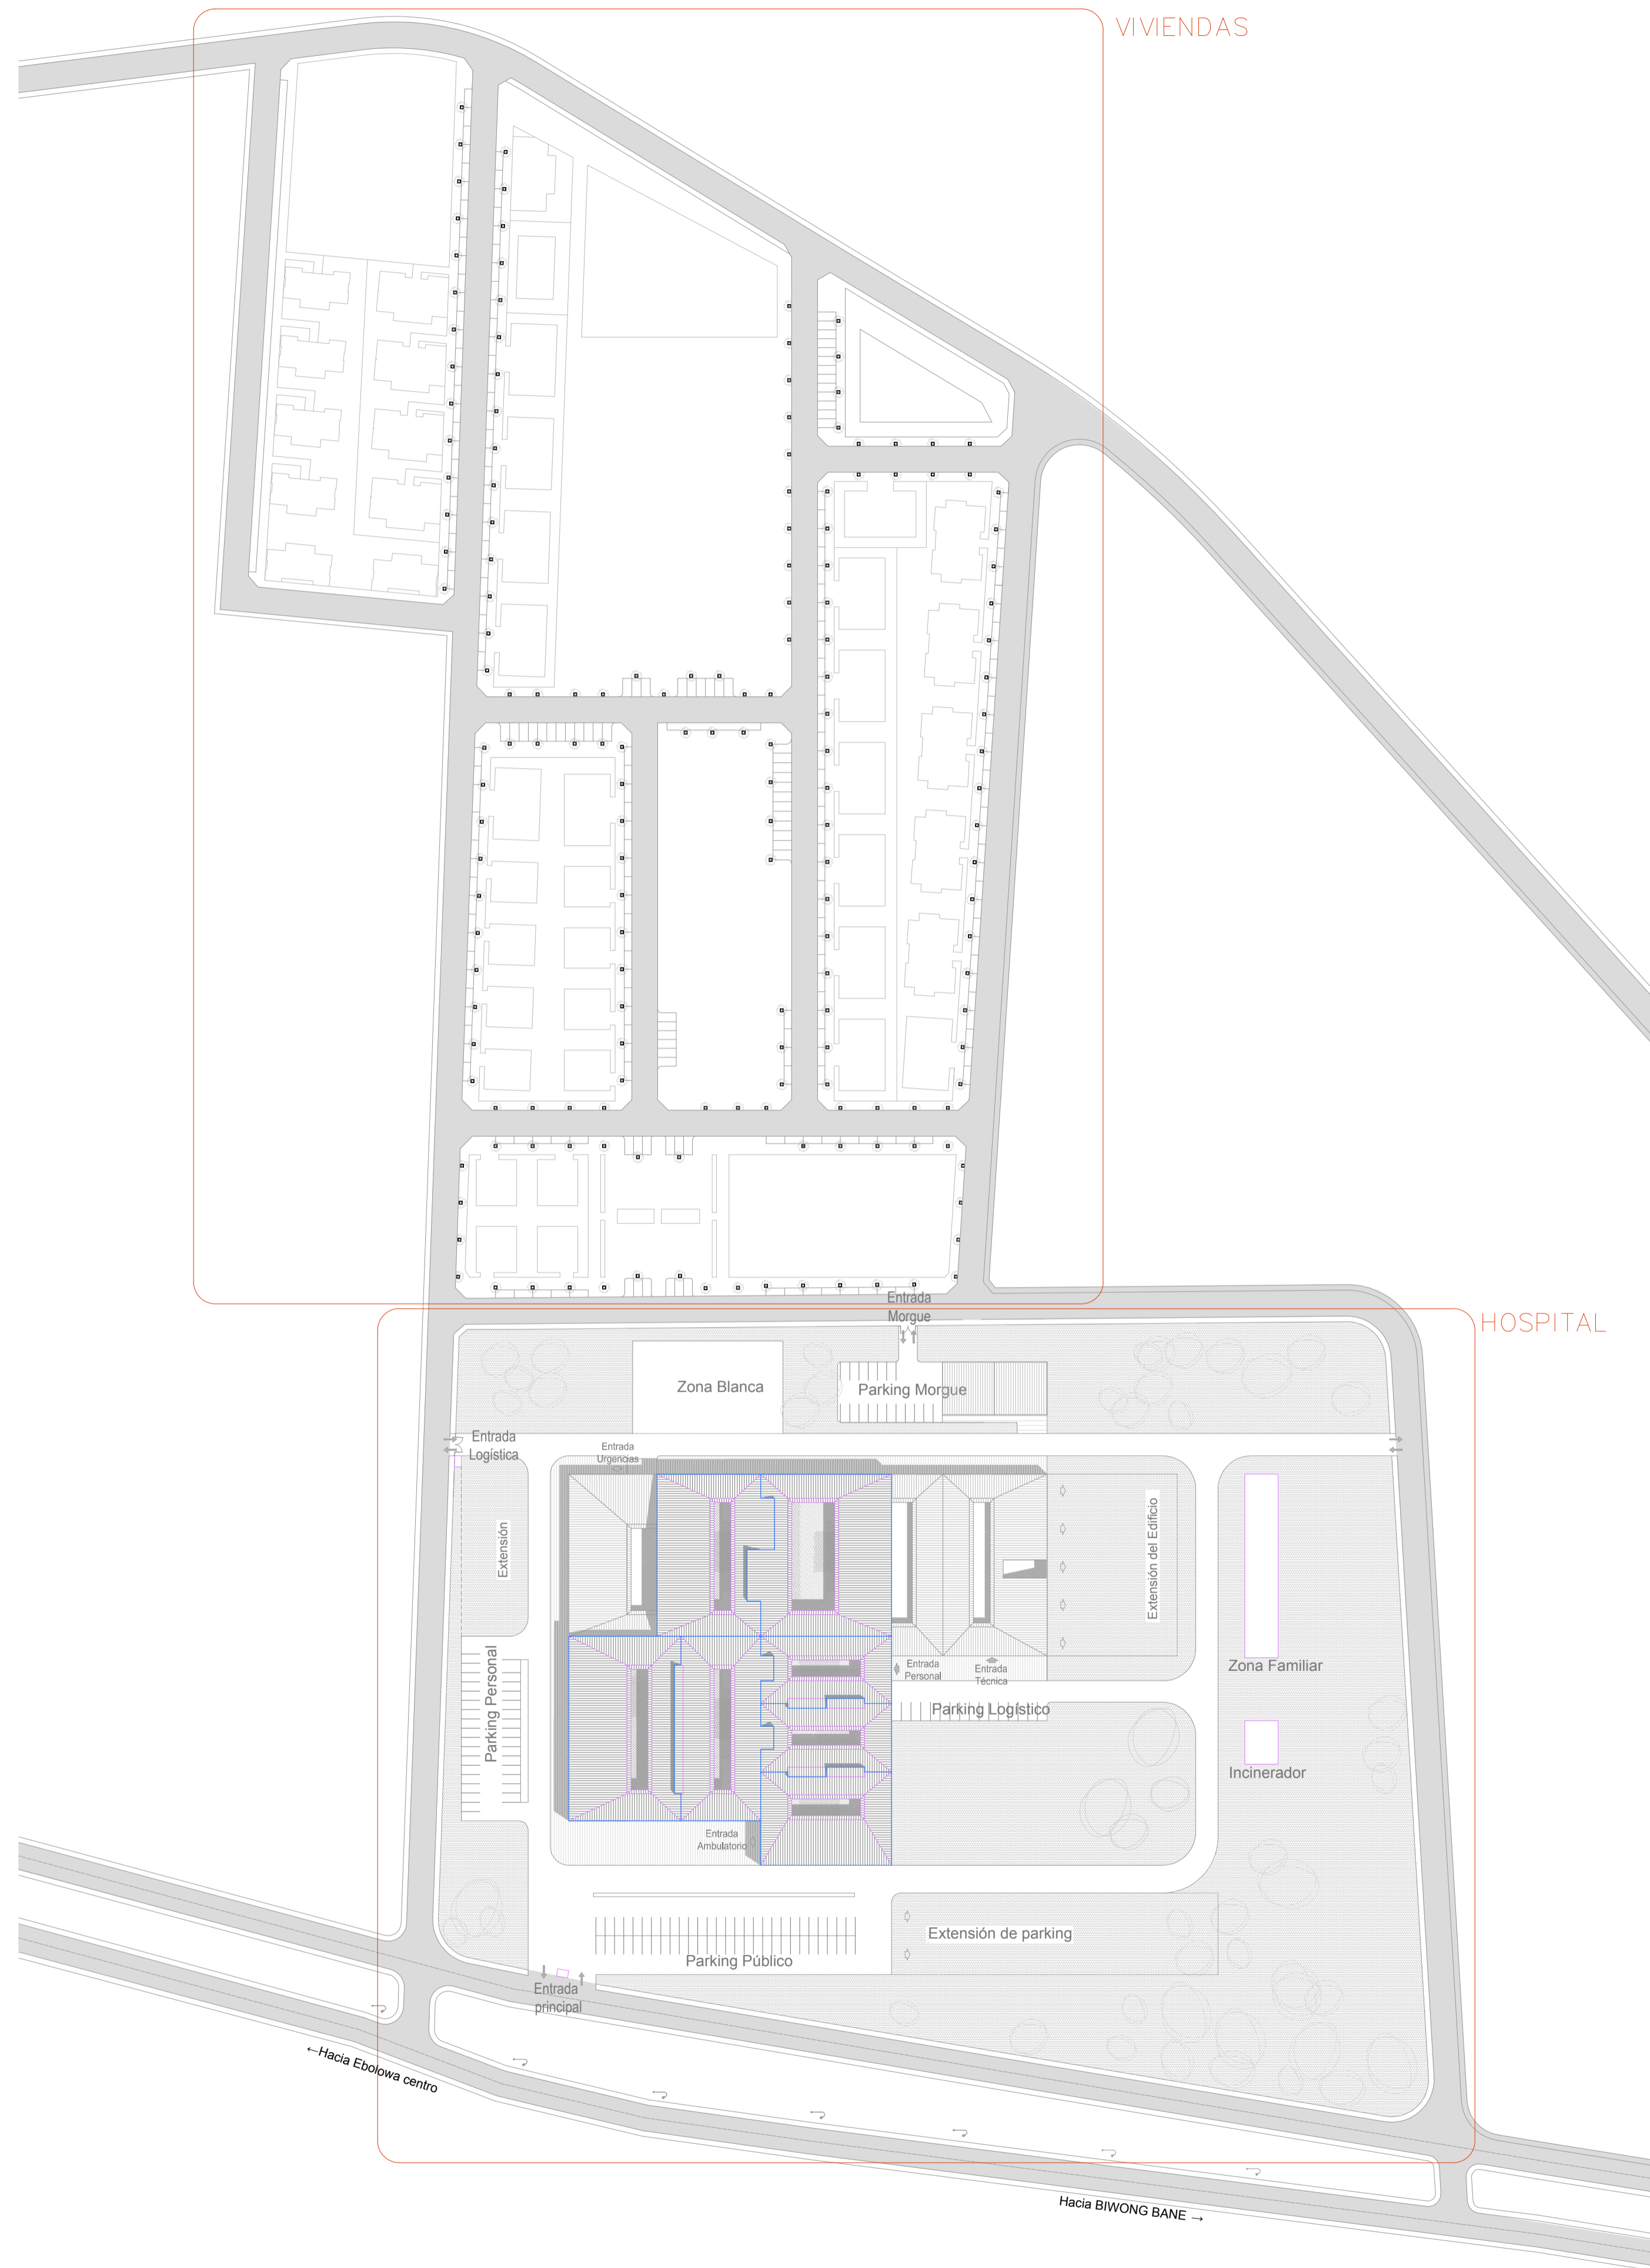 VIVIENDAS
Entrada
Morgue
HOSPITAL
Zona Blanca
Parking Morgue
Entrada
Logística
Entrada
Urgencias
Extensión
Extensión del Edificio
Parking Personal
Entrada
Personal
Entrada
Técnica
Zona Familiar
Parking Logístico
Incinerador
Entrada
Ambulatorio
Extensión de parking
Parking Público
Entrada
principal
←Hacia Ebolowa centro
Hacia BIWONG BANE →